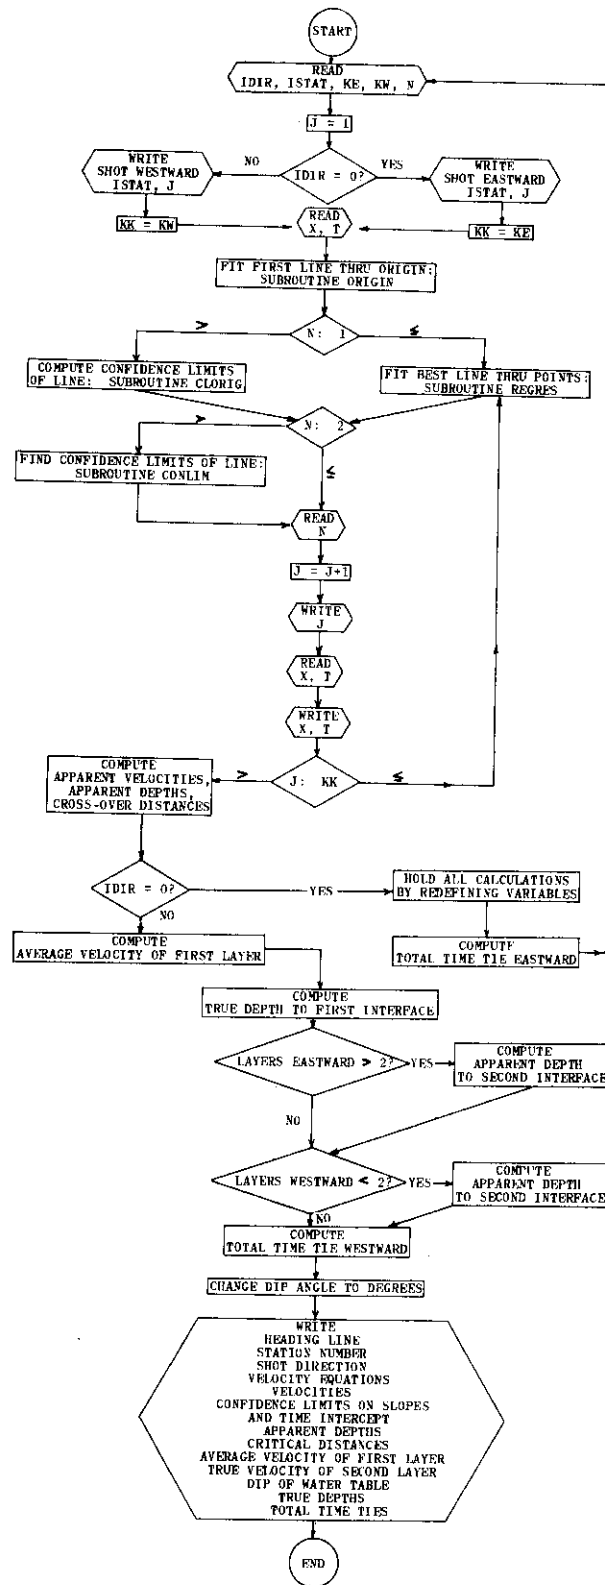 START
READ
IDIR, ISTAT, KE, KW, N
J = 1
NO
YES
WRITE
SHOT WESTWARD
ISTAT, J
IDIR = 0?
WRITE
SHOT EASTWARD
ISTAT, J
KK = KW
READ
X, T
KK = KE
FIT FIRST LINE THRU ORIGIN:
SUBROUTINE ORIGIN
>
N: 1
≤
COMPUTE CONFIDENCE LIMITS
OF LINE: SUBROUTINE CLORIG
FIT BEST LINE THRU POINTS:
SUBROUTINE REGRES
>
N: 2
≤
FIND CONFIDENCE LIMITS OF LINE:
SUBROUTINE CONLIM
READ
N
J = J+1
WRITE
J
READ
X, T
WRITE
X, T
COMPUTE
APPARENT VELOCITIES,
APPARENT DEPTHS,
CROSS-OVER DISTANCES
>
J: KK
≤
IDIR = 0?
YES
NO
HOLD ALL CALCULATIONS
BY REDEFINING VARIABLES
COMPUTE
AVERAGE VELOCITY OF FIRST LAYER
COMPUTE
TOTAL TIME TIE EASTWARD
COMPUTE
TRUE DEPTH TO FIRST INTERFACE
LAYERS EASTWARD > 2?
YES
COMPUTE
APPARENT DEPTH
TO SECOND INTERFACE
NO
LAYERS WESTWARD < 2?
YES
COMPUTE
APPARENT DEPTH
TO SECOND INTERFACE
NO
COMPUTE
TOTAL TIME TIE WESTWARD
CHANGE DIP ANGLE TO DEGREES
WRITE
HEADING LINE
STATION NUMBER
SHOT DIRECTION
VELOCITY EQUATIONS
VELOCITIES
CONFIDENCE LIMITS ON SLOPES
AND TIME INTERCEPT
APPARENT DEPTHS
CRITICAL DISTANCES
AVERAGE VELOCITY OF FIRST LAYER
TRUE VELOCITY OF SECOND LAYER
DIP OF WATER TABLE
TRUE DEPTHS
TOTAL TIME TIES
END